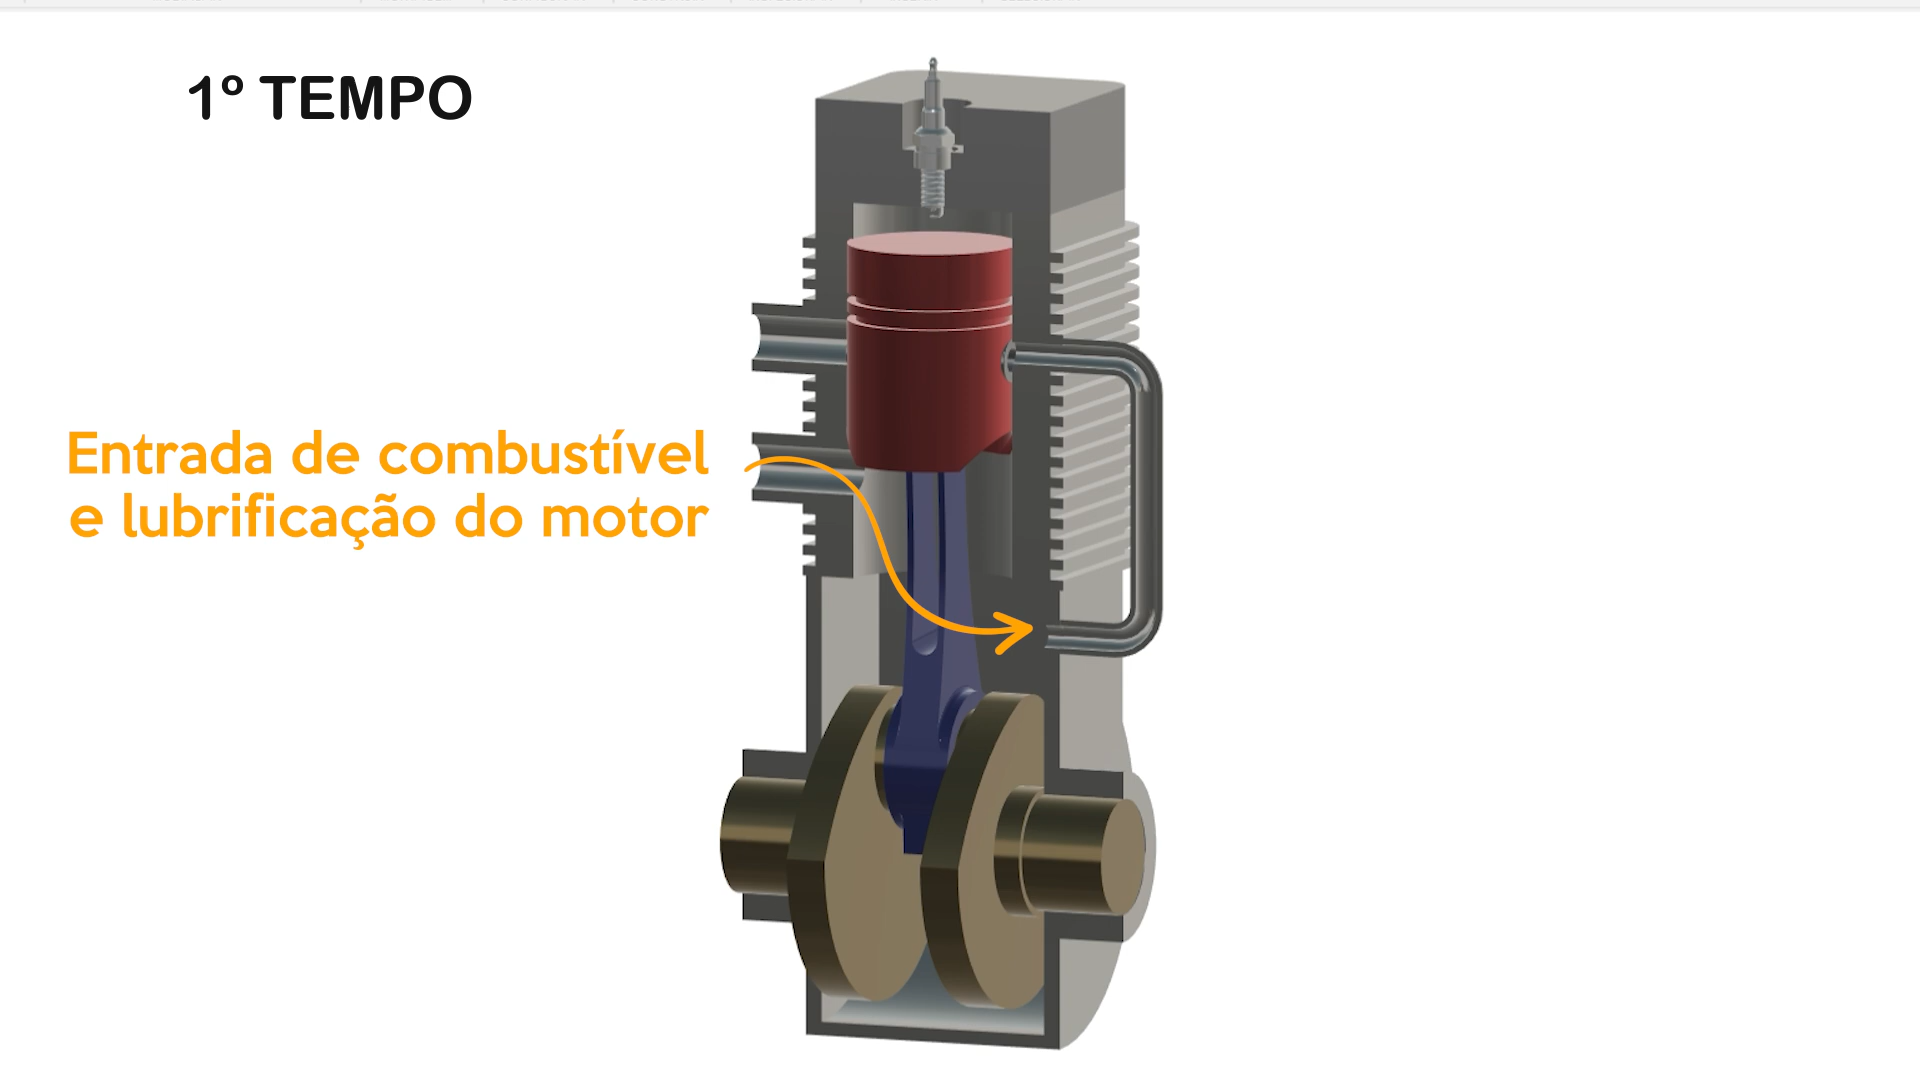 1º TEMPO
Entrada de combustível
e lubrificação do motor